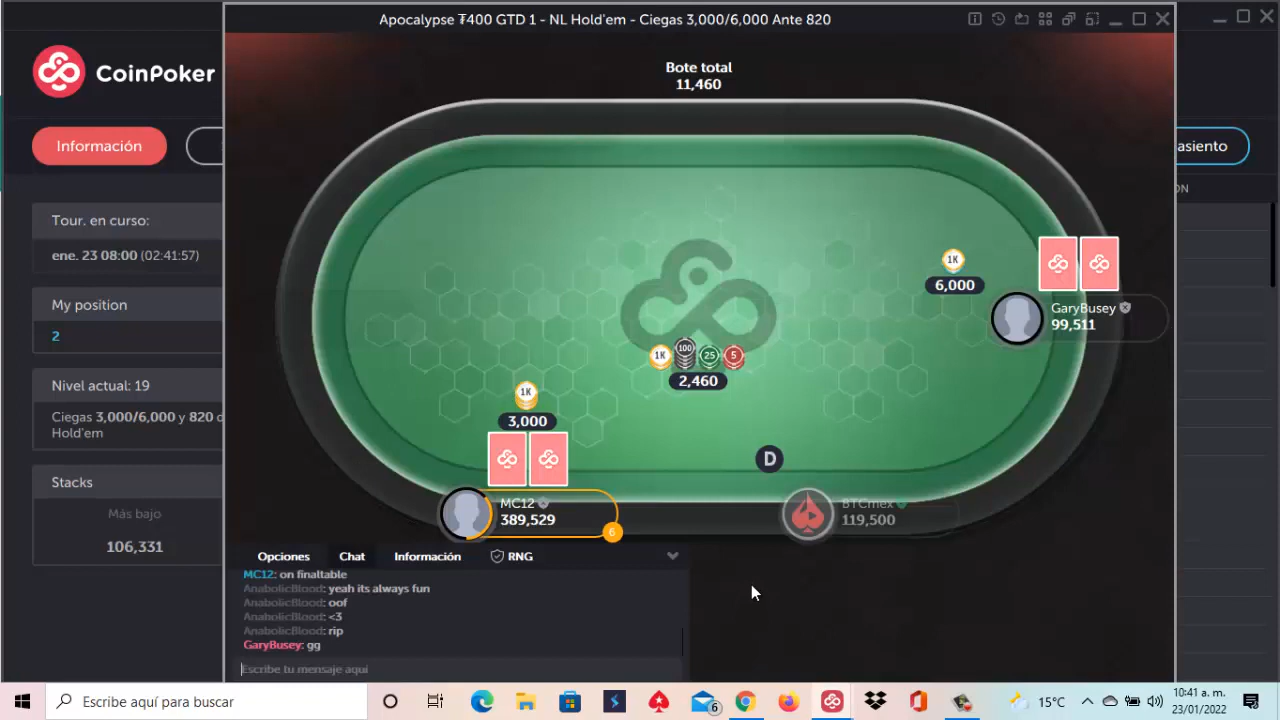 Apocalypse ₮400 GTD 1 - NL Hold'em - Ciegas 3,000/6,000 Ante 820
CoinPoker
Bote total
11,460
Información
asiento
Tour. en curso:
ene. 23 08:00 (02:41:57)
My position
2
Nivel actual: 19
Ciegas 3,000/6,000 y 820 d
Hold'em
Stacks
Más bajo
106,331
1K
6,000
GaryBusey
99,511
1K 100 25 5
2,460
1K
3,000
D
MC12
389,529
6
BTCmex
119,500
Opciones Chat Información RNG
MC12: on finaltable
AnabolicBlood: yeah its always fun
AnabolicBlood: oof
AnabolicBlood: <3
AnabolicBlood: rip
GaryBusey: gg
Escribe tu mensaje aquí
Escribe aquí para buscar
6
15°C
10:41 a. m.
23/01/2022